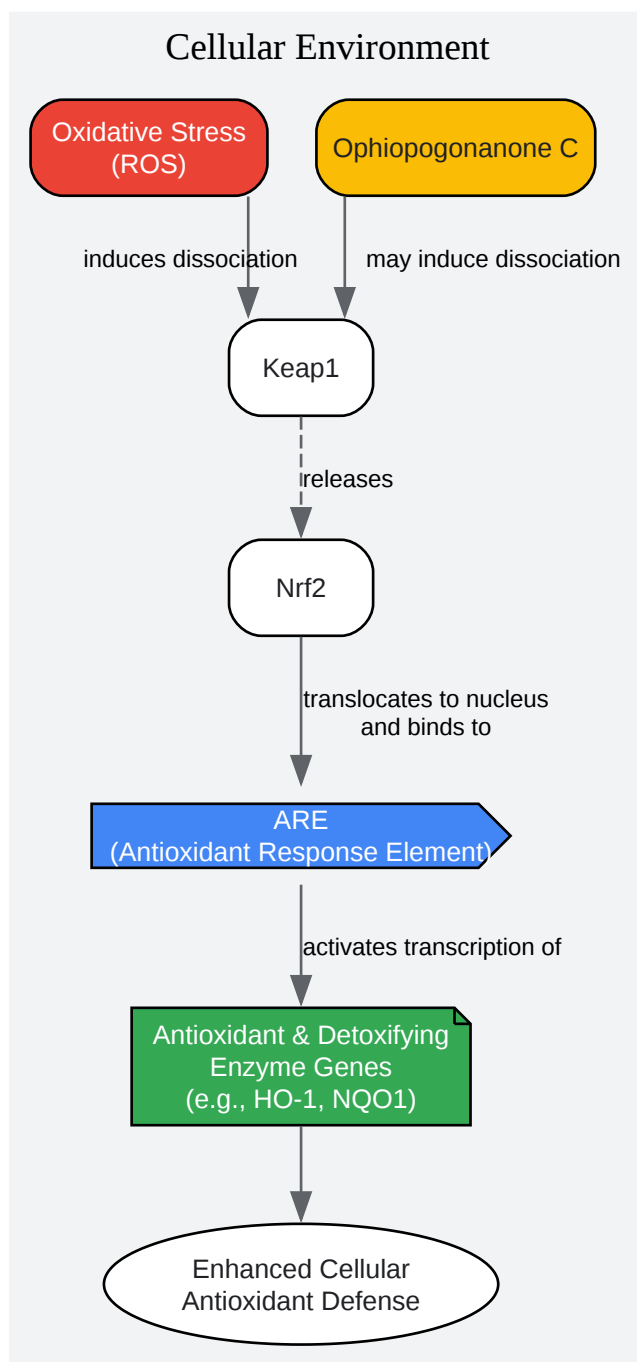 Cellular Environment
Oxidative Stress
(ROS)
Ophiopogonanone C
induces dissociation
may induce dissociation
Keap1
releases
Nrf2
translocates to nucleus
and binds to
ARE
(Antioxidant Response Element)
activates transcription of
Antioxidant & Detoxifying
Enzyme Genes
(e.g., HO-1, NQO1)
Enhanced Cellular
Antioxidant Defense